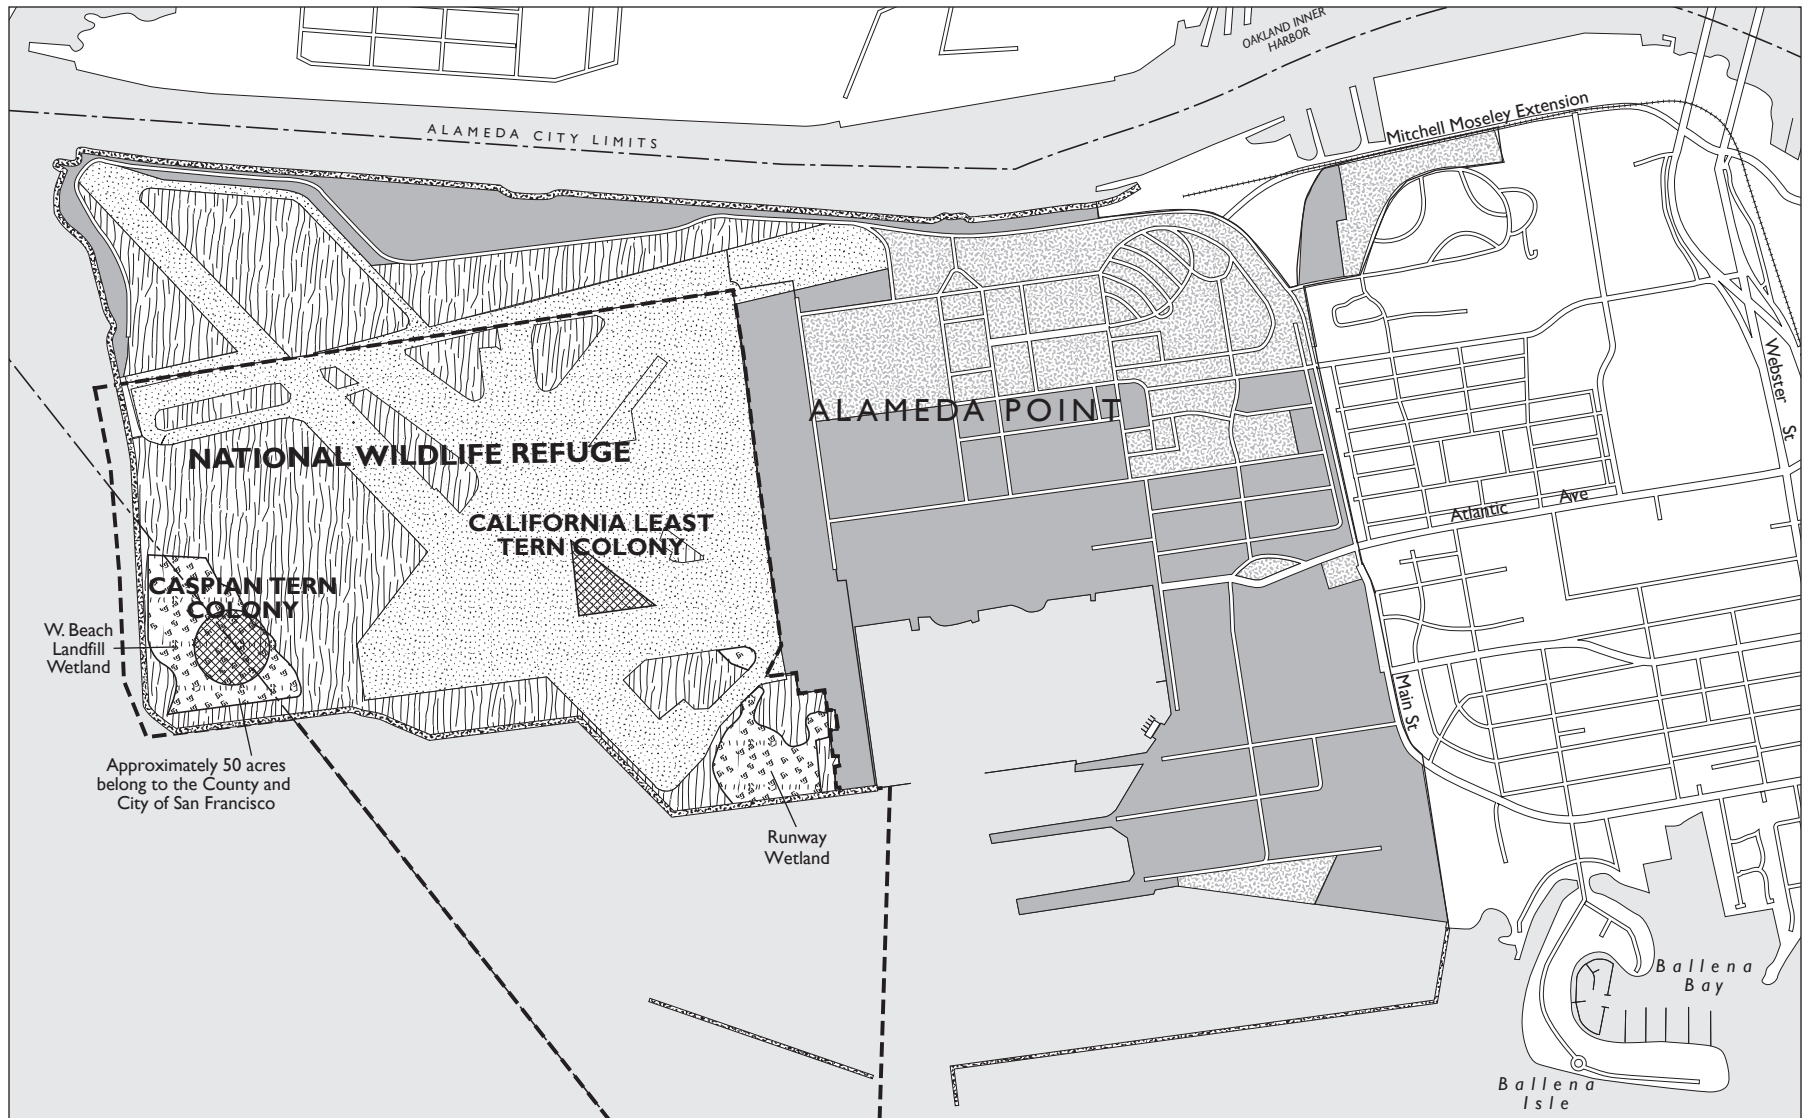 OAKLAND INNER
HARBOR
ALAMEDA CITY LIMITS
Mitchell Moseley Extension
Webster St
ALAMEDA POINT
NATIONAL WILDLIFE REFUGE
CALIFORNIA LEAST
TERN COLONY
Atlantic Ave
CASPIAN TERN
COLONY
W. Beach
Landfill
Wetland
Main St
Approximately 50 acres
belong to the County and
City of San Francisco
Runway
Wetland
Ballena
Bay
Ballena
Isle